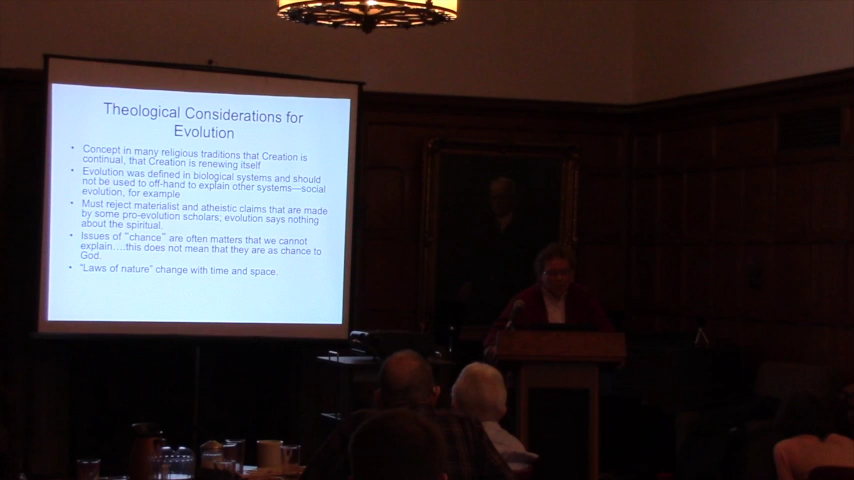 Theological Considerations for
Evolution
• Concept in many religious traditions that Creation is
continual, that Creation is renewing itself
• Evolution was defined in biological systems and should
not be used to off-hand to explain other systems—social
evolution, for example
• Must reject materialist and atheistic claims that are made
by some pro-evolution scholars; evolution says nothing
about the spiritual.
• Issues of “chance” are often matters that we cannot
explain….this does not mean that they are as chance to
God.
• “Laws of nature” change with time and space.